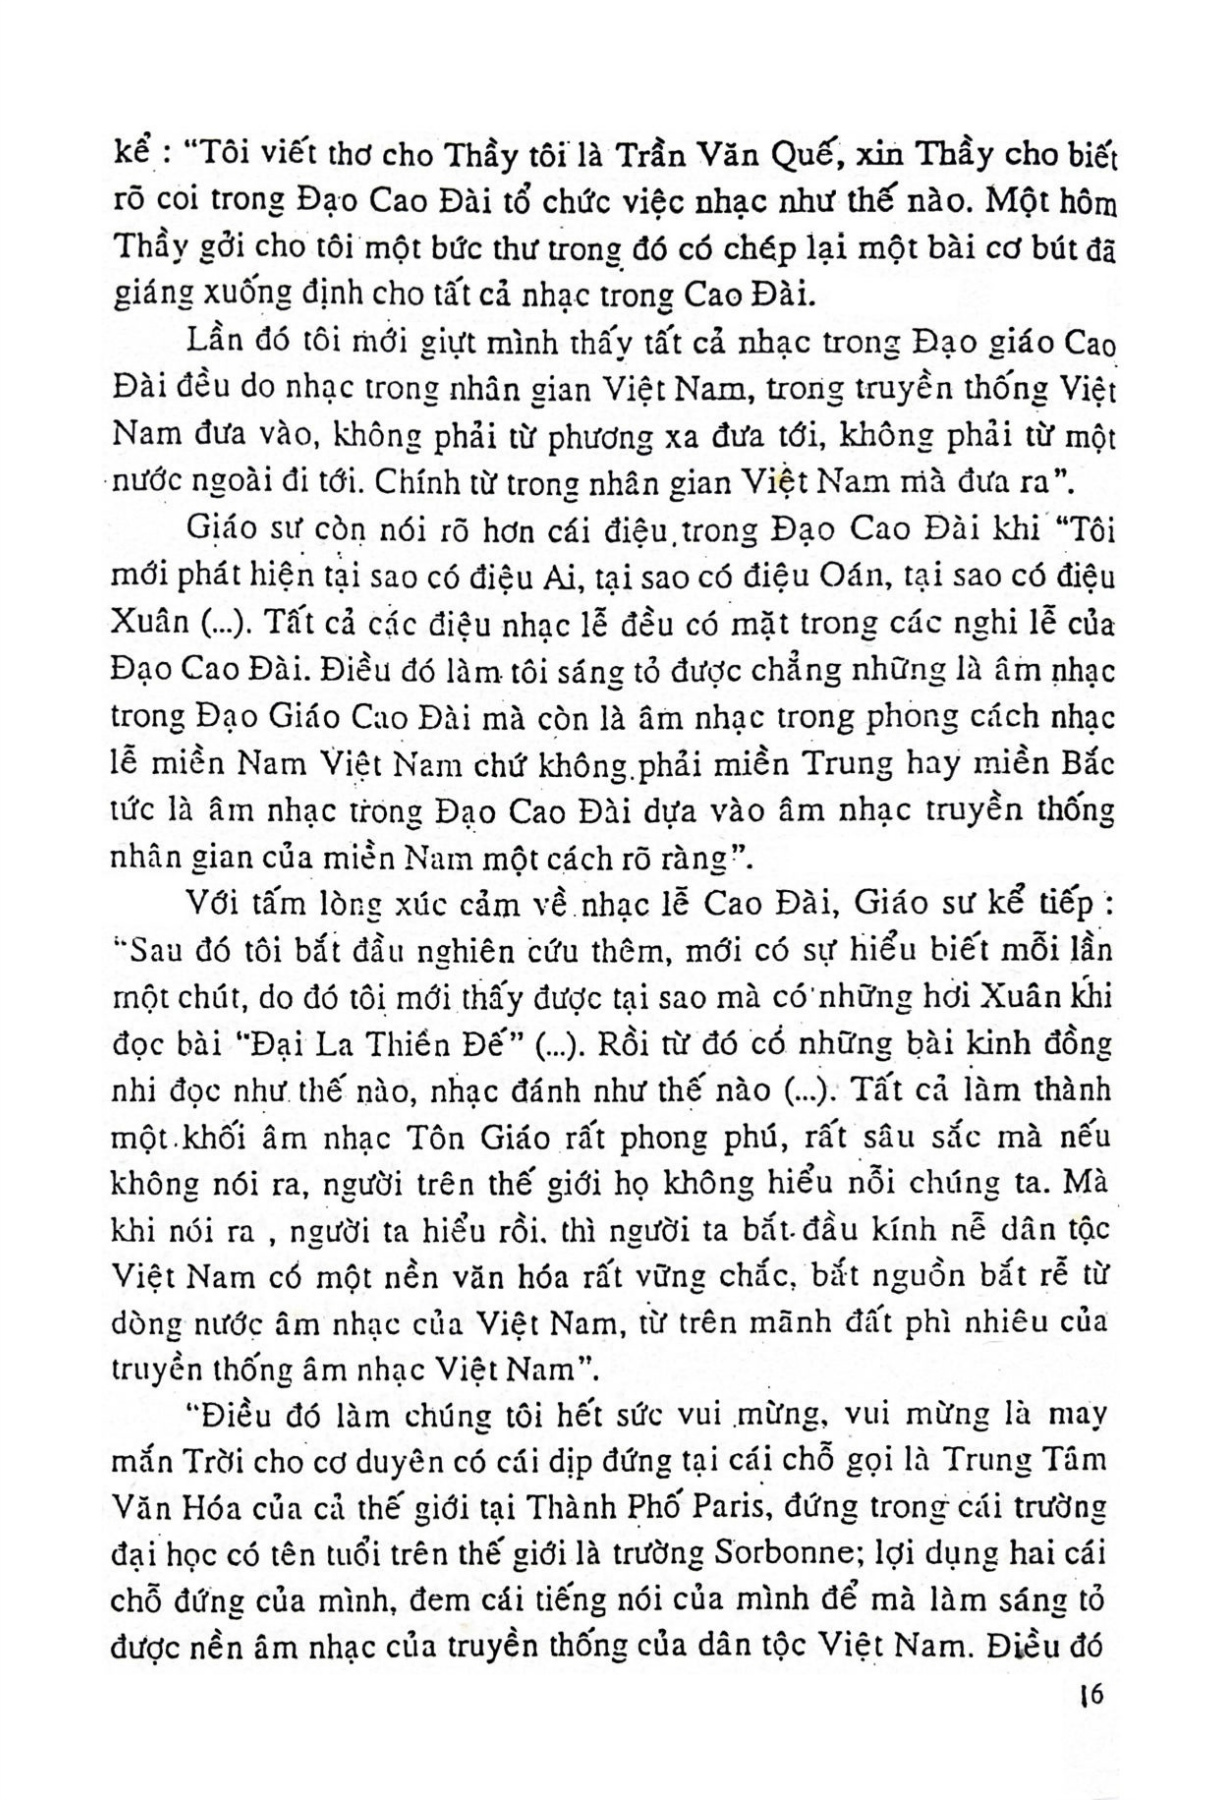 kể : “Tôi viết thơ cho Thầy tôi là Trần Văn Quế, xin Thầy cho biết
rõ coi trong Đạo Cao Đài tổ chức việc nhạc như thế nào. Một hôm
Thầy gởi cho tôi một bức thư trong đó có chép lại một bài cơ bút đã
giáng xuống định cho tất cả nhạc trong Cao Đài.
Lần đó tôi mới giựt mình thấy tất cả nhạc trong Đạo giáo Cao
Đài đều do nhạc trong nhân gian Việt Nam, trong truyền thống Việt
Nam đưa vào, không phải từ phương xa đưa tới, không phải từ một
nước ngoài đi tới. Chính từ trong nhân gian Việt Nam mà đưa ra”.
Giáo sư còn nói rõ hơn cái điệu trong Đạo Cao Đài khi “Tôi
mới phát hiện tại sao có điệu Ai, tại sao có điệu Oán, tại sao có điệu
Xuân (...). Tất cả các điệu nhạc lễ đều có mặt trong các nghi lễ của
Đạo Cao Đài. Điều đó làm tôi sáng tỏ được chẳng những là âm nhạc
trong Đạo Giáo Cao Đài mà còn là âm nhạc trong phong cách nhạc
lễ miền Nam Việt Nam chứ không phải miền Trung hay miền Bắc
tức là âm nhạc trong Đạo Cao Đài dựa vào âm nhạc truyền thống
nhân gian của miền Nam một cách rõ ràng”.
Với tấm lòng xúc cảm về nhạc lễ Cao Đài, Giáo sư kể tiếp :
“Sau đó tôi bắt đầu nghiên cứu thêm, mới có sự hiểu biết mỗi lần
một chút, do đó tôi mới thấy được tại sao mà có những hơi Xuân khi
đọc bài “Đại La Thiên Đế” (...). Rồi từ đó có những bài kinh đồng
nhi đọc như thế nào, nhạc đánh như thế nào (...). Tất cả làm thành
một khối âm nhạc Tôn Giáo rất phong phú, rất sâu sắc mà nếu
không nói ra, người trên thế giới họ không hiểu nỗi chúng ta. Mà
khi nói ra , người ta hiểu rồi. thì người ta bắt đầu kính nễ dân tộc
Việt Nam có một nền văn hóa rất vững chắc, bắt nguồn bắt rễ từ
dòng nước âm nhạc của Việt Nam, từ trên mãnh đất phì nhiêu của
truyền thống âm nhạc Việt Nam”.
“Điều đó làm chúng tôi hết sức vui mừng, vui mừng là may
mắn Trời cho cơ duyên có cái dịp đứng tại cái chỗ gọi là Trung Tâm
Văn Hóa của cả thế giới tại Thành Phố Paris, đứng trong cái trường
đại học có tên tuổi trên thế giới là trường Sorbonne; lợi dụng hai cái
chỗ đứng của mình, đem cái tiếng nói của mình để mà làm sáng tỏ
được nền âm nhạc của truyền thống của dân tộc Việt Nam. Điều đó
16